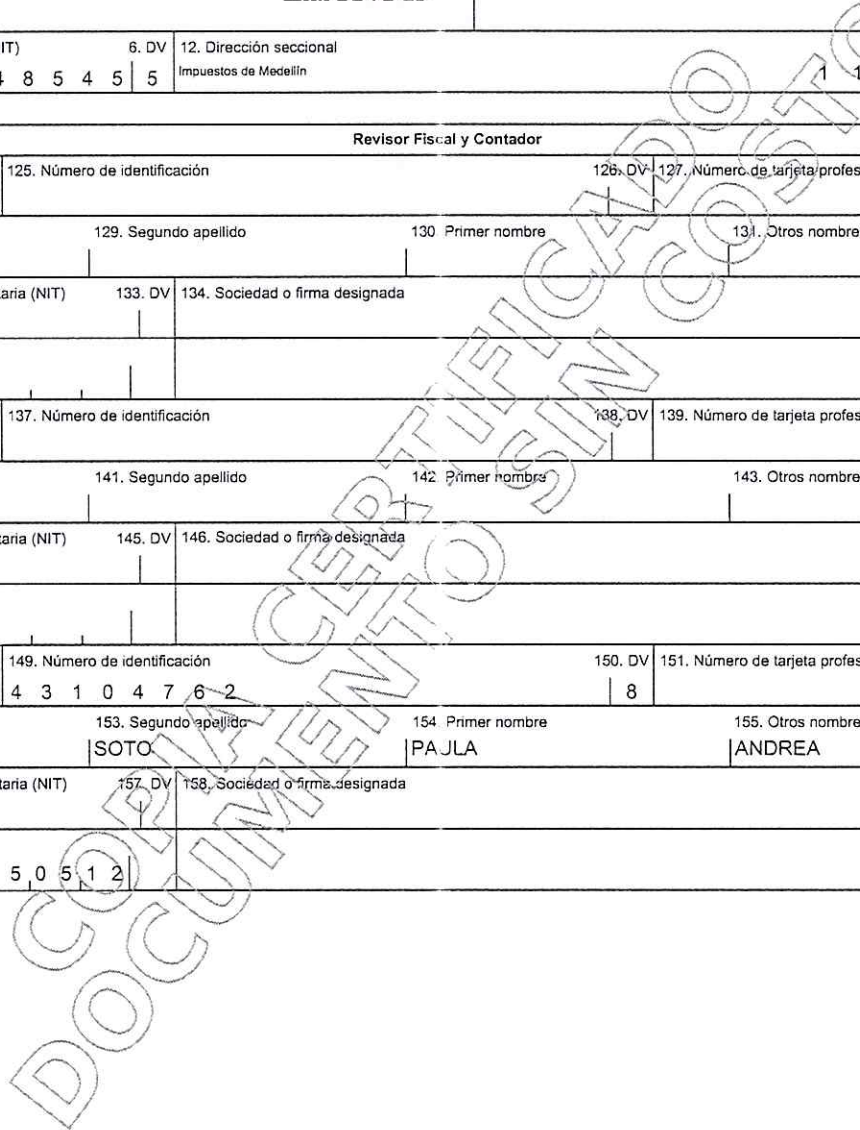 IT) 6. DV 12. Dirección seccional
4 8 5 4 5 5 Impuestos de Medellín 1 1
Revisor Fiscal y Contador
125. Número de identificación 126. DV 127. Número de tarjeta profes
129. Segundo apellido 130 Primer nombre 131. Otros nombre
taria (NIT) 133. DV 134. Sociedad o firma designada
137. Número de identificación 138. DV 139. Número de tarjeta profes
141. Segundo apellido 142 Primer nombre 143. Otros nombre
taria (NIT) 145. DV 146. Sociedad o firma designada
149. Número de identificación 150. DV 151. Número de tarjeta profes
4 3 1 0 4 7 6 2 8
153. Segundo apellido 154 Primer nombre 155. Otros nombre
SOTO PAULA ANDREA
taria (NIT) 157. DV 158. Sociedad o firma designada
5 0 5 1 2
COPIA CERTIFICADO
DOCUMENTO SIN COSTO